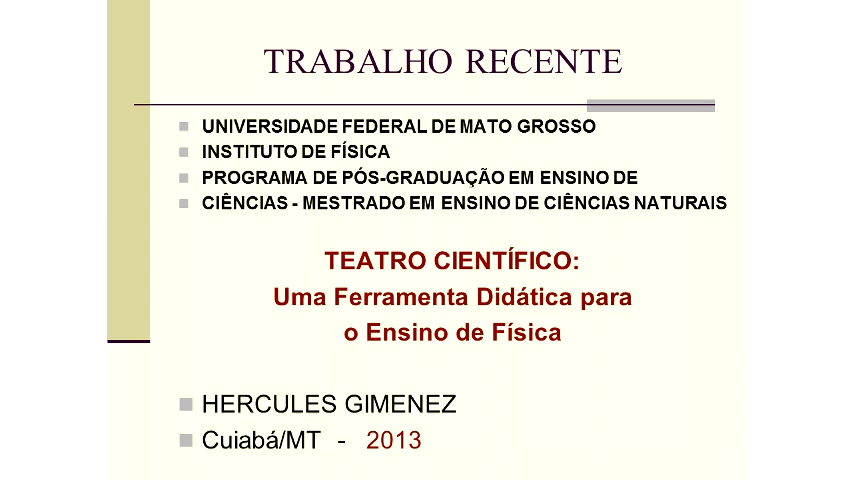 TRABALHO RECENTE
UNIVERSIDADE FEDERAL DE MATO GROSSO
INSTITUTO DE FÍSICA
PROGRAMA DE PÓS-GRADUAÇÃO EM ENSINO DE
CIÊNCIAS - MESTRADO EM ENSINO DE CIÊNCIAS NATURAIS
TEATRO CIENTÍFICO:
Uma Ferramenta Didática para
o Ensino de Física
HERCULES GIMENEZ
Cuiabá/MT - 2013